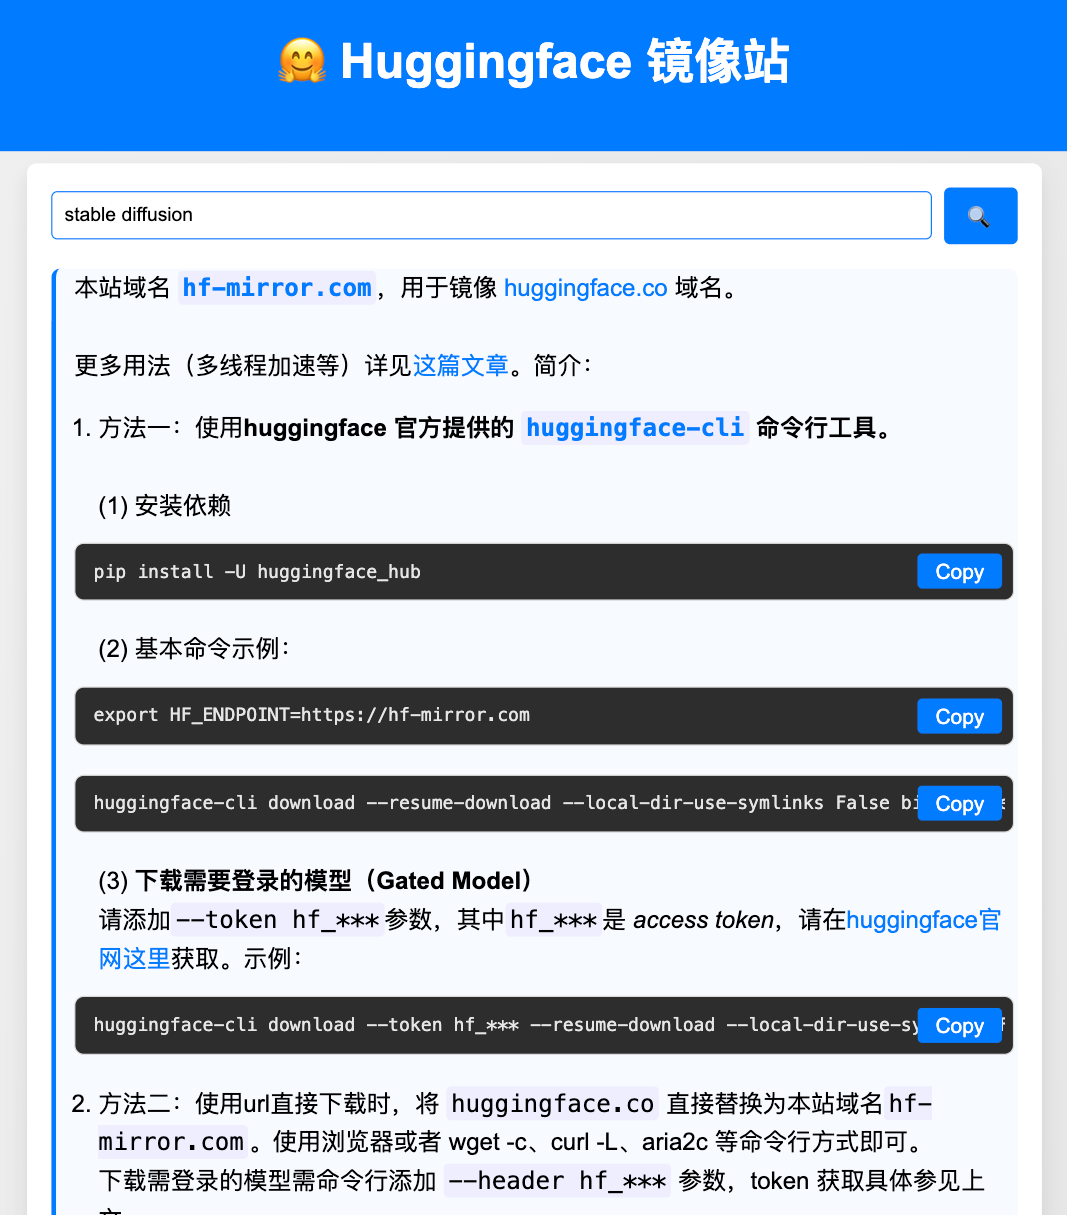 🤗 Huggingface 镜像站
stable diffusion
本站域名 hf-mirror.com，用于镜像 huggingface.co 域名。
更多用法（多线程加速等）详见这篇文章。简介：
1. 方法一：使用huggingface 官方提供的 huggingface-cli 命令行工具。
(1) 安装依赖
pip install -U huggingface_hub
Copy
(2) 基本命令示例：
export HF_ENDPOINT=https://hf-mirror.com
Copy
huggingface-cli download --resume-download --local-dir-use-symlinks False bi
Copy
(3) 下载需要登录的模型（Gated Model）
请添加--token hf_***参数，其中hf_***是 access token，请在huggingface官
网这里获取。示例：
huggingface-cli download --token hf_*** --resume-download --local-dir-use-sy
Copy
2. 方法二：使用url直接下载时，将 huggingface.co 直接替换为本站域名hf-
mirror.com。使用浏览器或者 wget -c、curl -L、aria2c 等命令行方式即可。
下载需登录的模型需命令行添加 --header hf_*** 参数，token 获取具体参见上